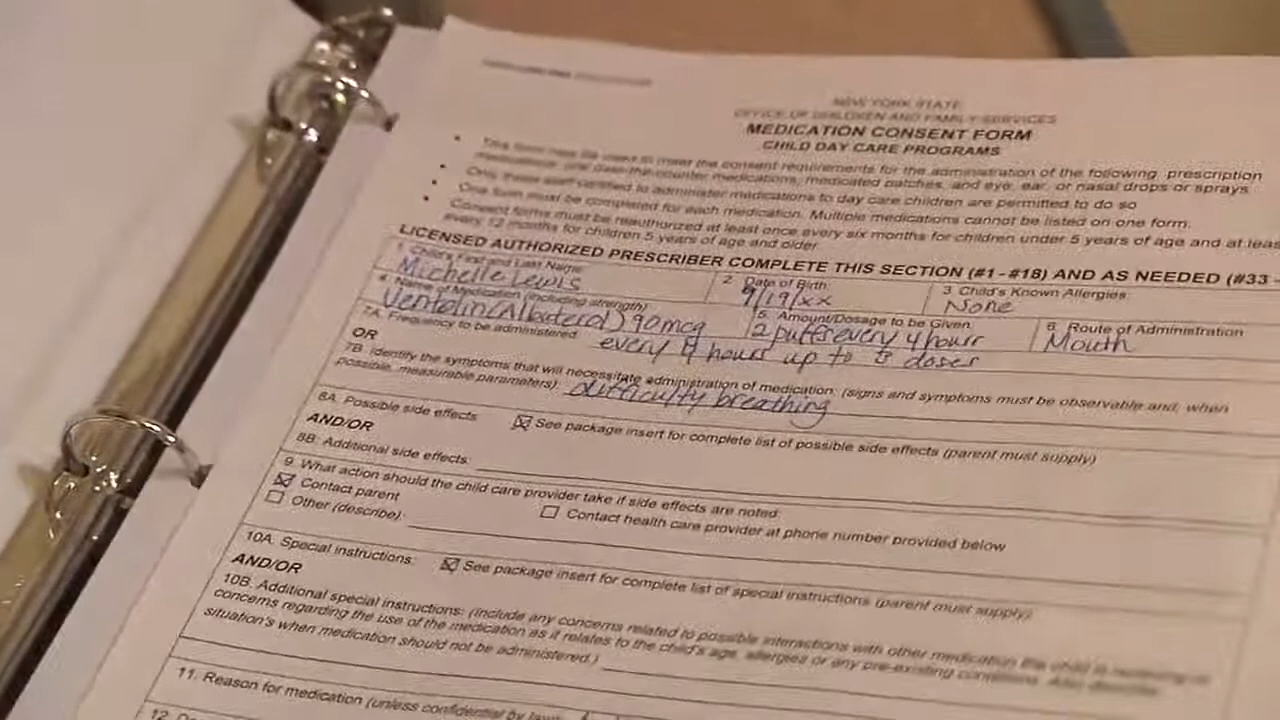 NEW YORK STATE
OFFICE OF CHILDREN AND FAMILY SERVICES
MEDICATION CONSENT FORM
CHILD DAY CARE PROGRAMS
• This form may be used to meet the consent requirements for the administration of the following: prescription
medications, oral over-the-counter medications, medicated patches, and eye, ear, or nasal drops or sprays.
• Only those staff certified to administer medications to day care children are permitted to do so
• One form must be completed for each medication. Multiple medications cannot be listed on one form.
• Consent forms must be reauthorized at least once every six months for children under 5 years of age and at leas
every 12 months for children 5 years of age and older.
LICENSED AUTHORIZED PRESCRIBER COMPLETE THIS SECTION (#1 - #18) AND AS NEEDED (#33 -
1. Child's First and Last Name: 2. Date of Birth: 3. Child's Known Allergies:
Michelle Lewis 9/19/xx None
4. Name of Medication (including strength): 5. Amount/Dosage to be Given: 6. Route of Administration
Ventolin (Albuterol) 90mcg 2 puffs every 4 hours Mouth
7A. Frequency to be administered: every 4 hours up to doses
OR
7B. Identify the symptoms that will necessitate administration of medication: (signs and symptoms must be observable and, when
possible, measurable parameters): difficulty breathing
8A. Possible side effects ☒ See package insert for complete list of possible side effects (parent must supply)
AND/OR
8B: Additional side effects:
9. What action should the child care provider take if side effects are noted:
☒ Contact parent ☐ Contact health care provider at phone number provided below
☐ Other (describe):
10A. Special instructions: ☒ See package insert for complete list of special instructions (parent must supply)
AND/OR
10B. Additional special instructions: (Include any concerns related to possible interactions with other medication the child is receiving or
concerns regarding the use of the medication as it relates to the child's age, allergies or any pre-existing conditions. Also describe
situation's when medication should not be administered.)
11. Reason for medication (unless confidential by law
12.